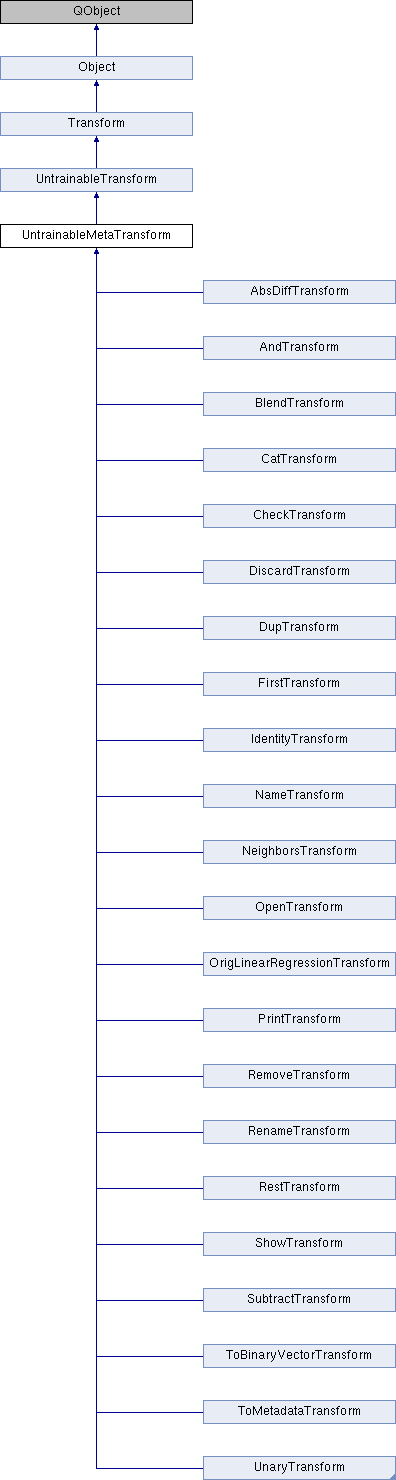 QObject
Object
Transform
UntrainableTransform
UntrainableMetaTransform
AbsDiffTransform
AndTransform
BlendTransform
CatTransform
CheckTransform
DiscardTransform
DupTransform
FirstTransform
IdentityTransform
NameTransform
NeighborsTransform
OpenTransform
OrigLinearRegressionTransform
PrintTransform
RemoveTransform
RenameTransform
RestTransform
ShowTransform
SubtractTransform
ToBinaryVectorTransform
ToMetadataTransform
UnaryTransform